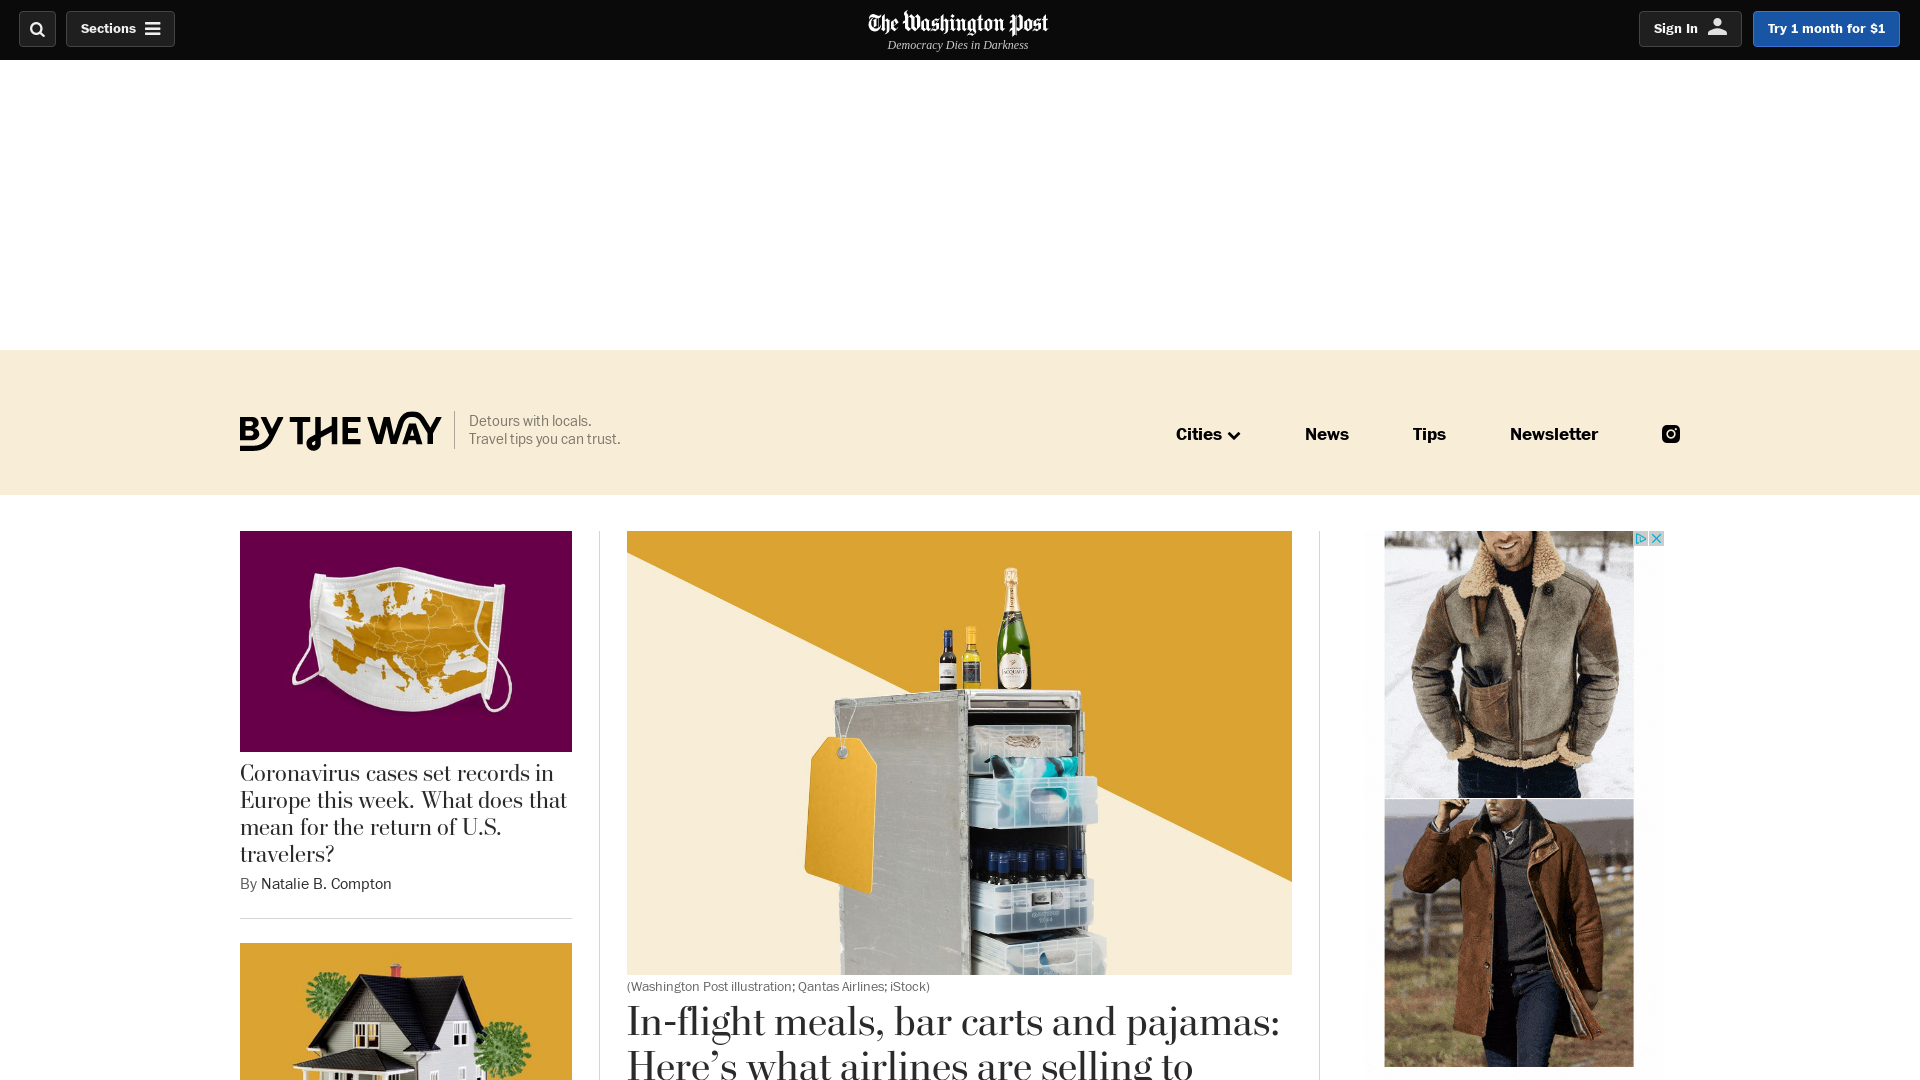 Sections
The Washington Post
Democracy Dies in Darkness
Sign In
Try 1 month for $1
BY THE WAY
Detours with locals.
Travel tips you can trust.
Cities
News
Tips
Newsletter
Coronavirus cases set records in
Europe this week. What does that
mean for the return of U.S.
travelers?
By Natalie B. Compton
(Washington Post illustration; Qantas Airlines; iStock)
In-flight meals, bar carts and pajamas:
Here’s what airlines are selling to